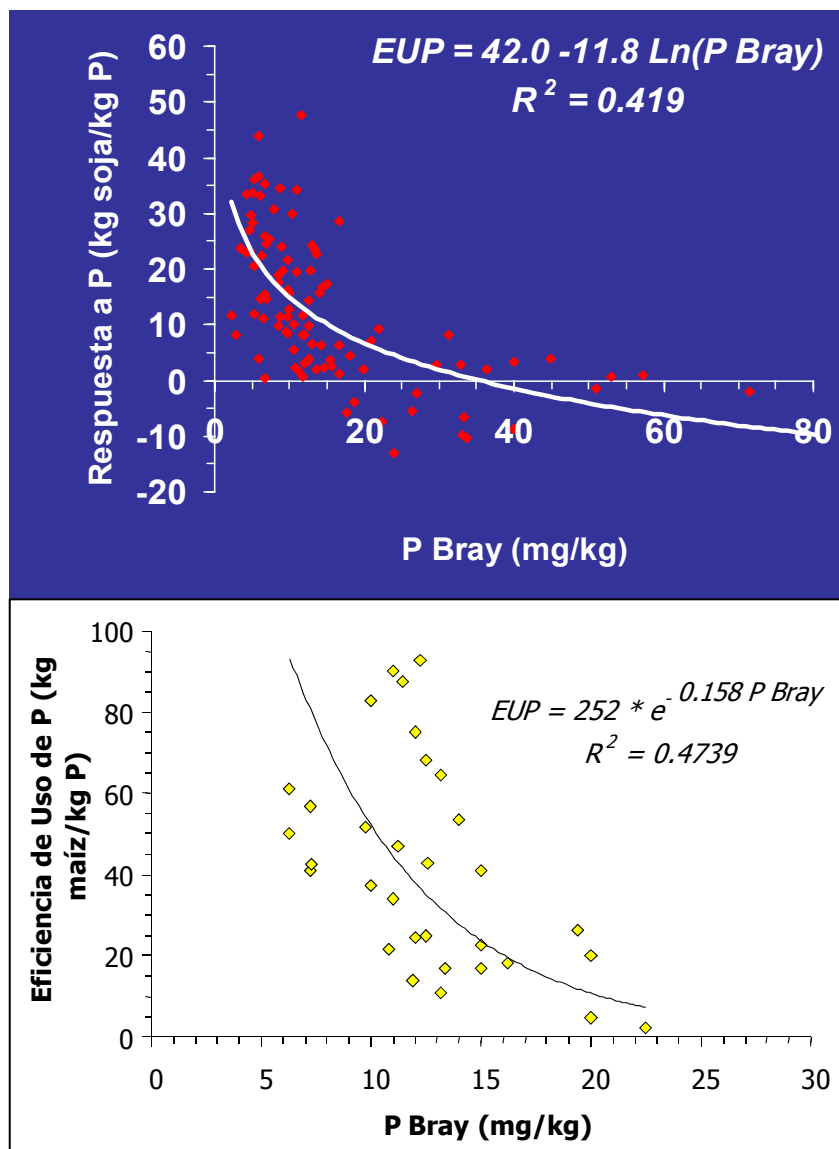 EUP = 42.0 -11.8 Ln(P Bray)
R² = 0.419
Respuesta a P (kg soja/kg P)
60
50
40
30
20
10
0
-10
-20
0 20 40 60 80
P Bray (mg/kg)
EUP = 252 * e^- 0.158 P Bray
R² = 0.4739
Eficiencia de Uso de P (kg
maíz/kg P)
100
80
60
40
20
0
0 5 10 15 20 25 30
P Bray (mg/kg)